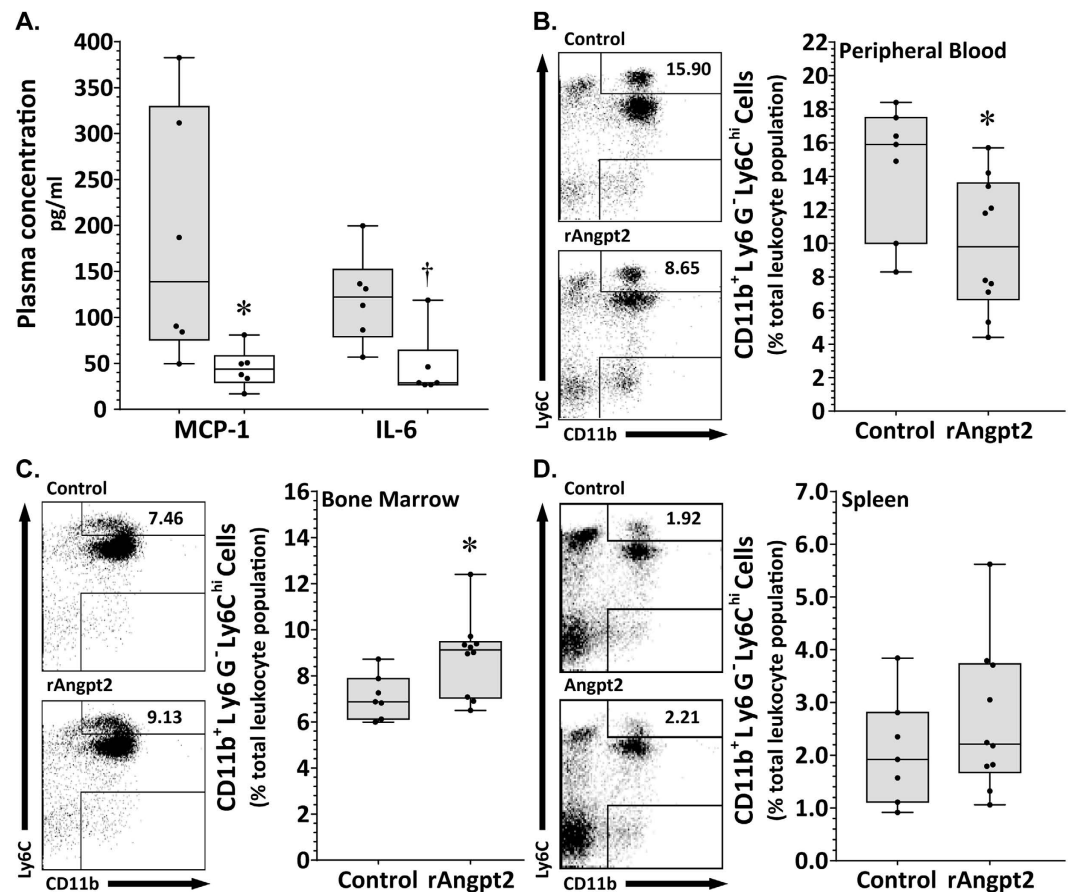 A.
Plasma concentration
pg/ml
400
350
300
250
200
150
100
50
0
*
†
MCP-1
IL-6
B.
Control
15.90
rAngpt2
8.65
Ly6C
CD11b
CD11b⁺Ly6G⁻Ly6Cʰⁱ Cells
(% total leukocyte population)
Peripheral Blood
22
20
18
16
14
12
10
8
6
4
2
0
*
Control rAngpt2
C.
Control
7.46
rAngpt2
9.13
Ly6C
CD11b
CD11b⁺Ly6G⁻Ly6Cʰⁱ Cells
(% total leukocyte population)
Bone Marrow
16
14
12
10
8
6
4
2
0
*
Control rAngpt2
D.
Control
1.92
Angpt2
2.21
Ly6C
CD11b
CD11b⁺Ly6G⁻Ly6Cʰⁱ Cells
(% total leukocyte population)
Spleen
7.0
6.0
5.0
4.0
3.0
2.0
1.0
0.0
Control rAngpt2